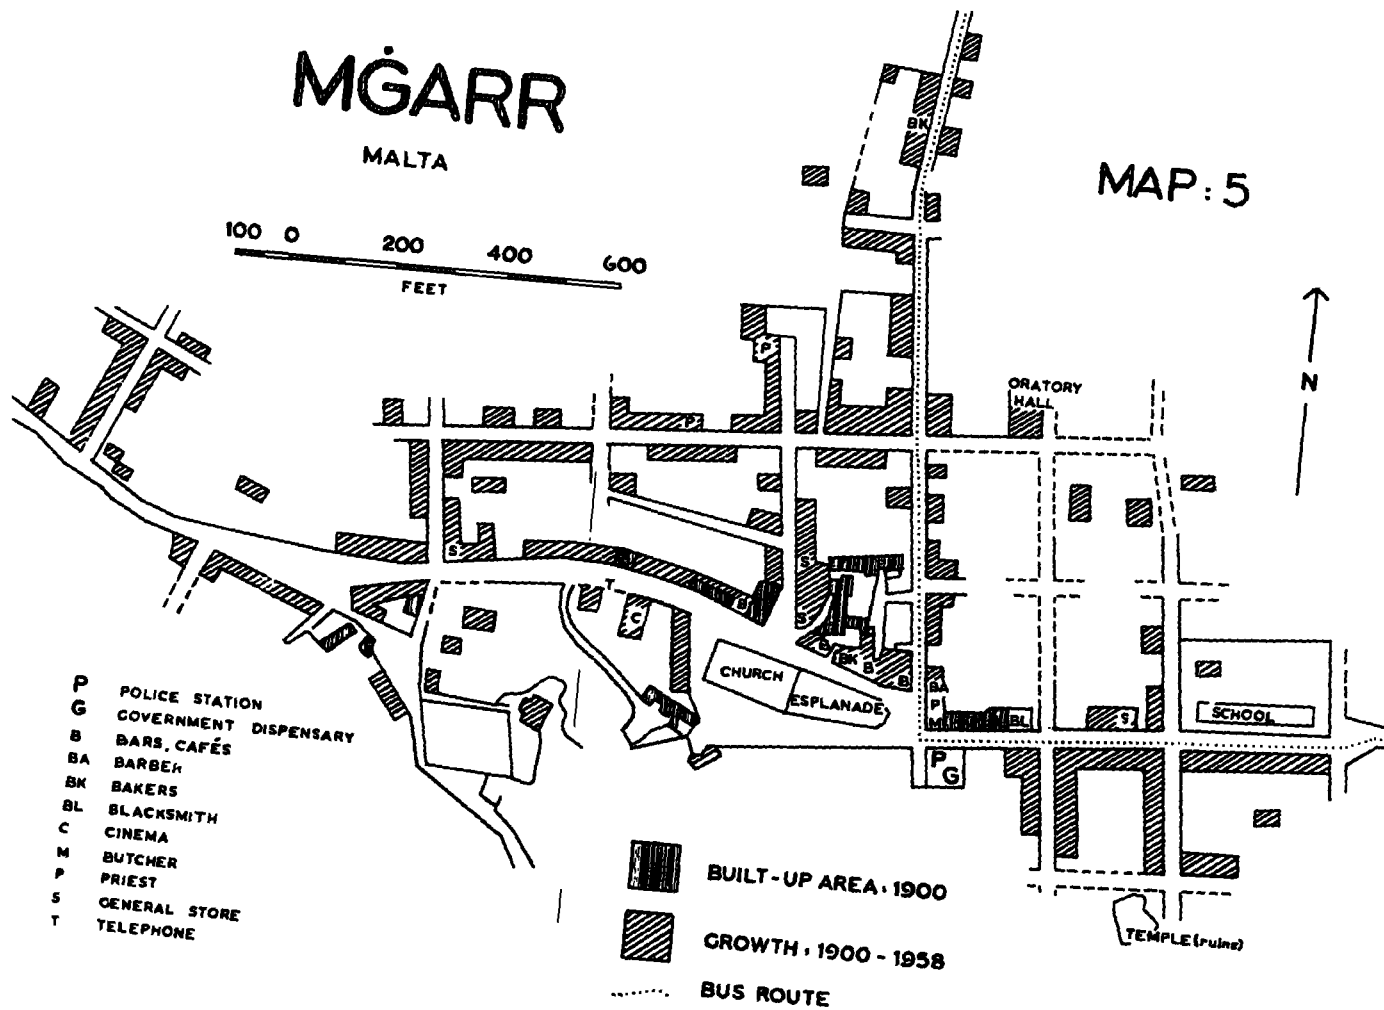 MĠARR
MALTA
MAP: 5
100 0 200 400 600
FEET
N
BK
P
ORATORY
HALL
P
S
S
T
B
C
S
B
BK
B
B
CHURCH
ESPLANADE
BA
P
M
BL
S
SCHOOL
P
G
TEMPLE (ruins)
P POLICE STATION
G GOVERNMENT DISPENSARY
B BARS, CAFÉS
BA BARBER
BK BAKERS
BL BLACKSMITH
C CINEMA
M BUTCHER
P PRIEST
S GENERAL STORE
T TELEPHONE
BUILT-UP AREA: 1900
GROWTH: 1900-1958
BUS ROUTE